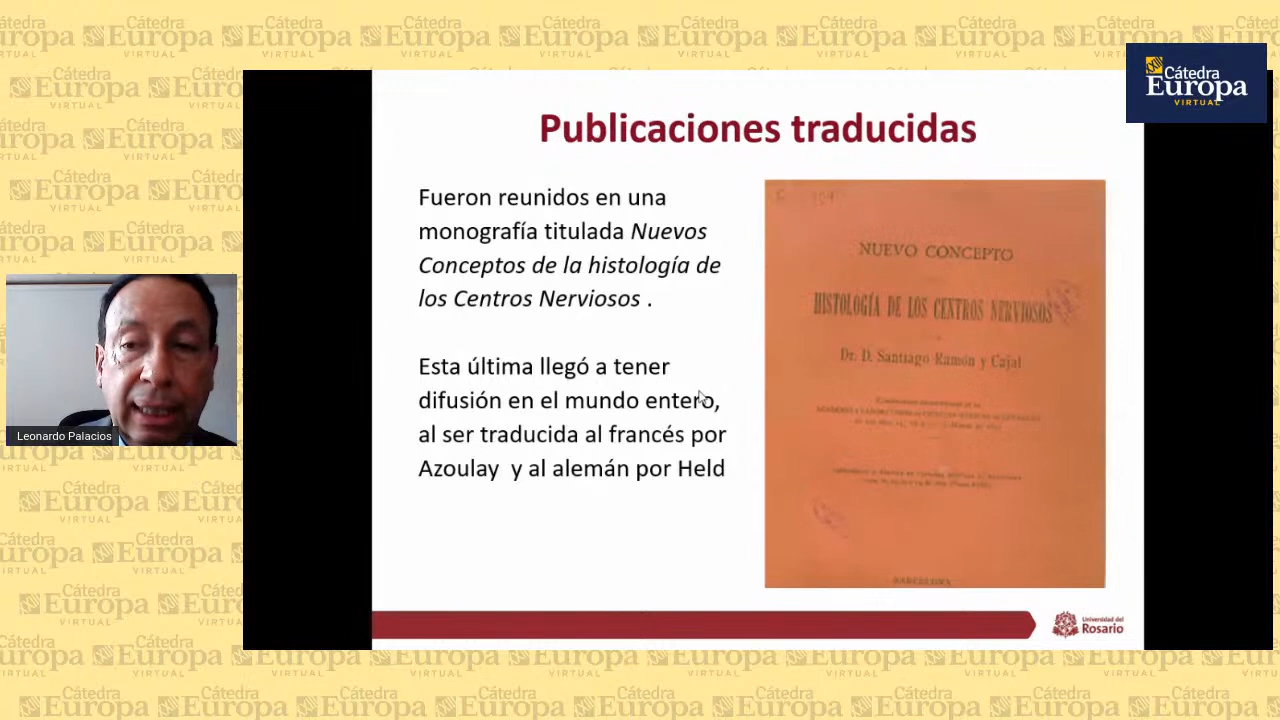 Cátedra
Europa
VIRTUAL
Publicaciones traducidas
Fueron reunidos en una
monografía titulada Nuevos
Conceptos de la histología de
los Centros Nerviosos .
Esta última llegó a tener
difusión en el mundo entero,
al ser traducida al francés por
Azoulay y al alemán por Held
NUEVO CONCEPTO
HISTOLOGÍA DE LOS CENTROS NERVIOSOS
Dr. D. Santiago Ramón y Cajal
BARCELONA
Leonardo Palacios
Universidad del
Rosario